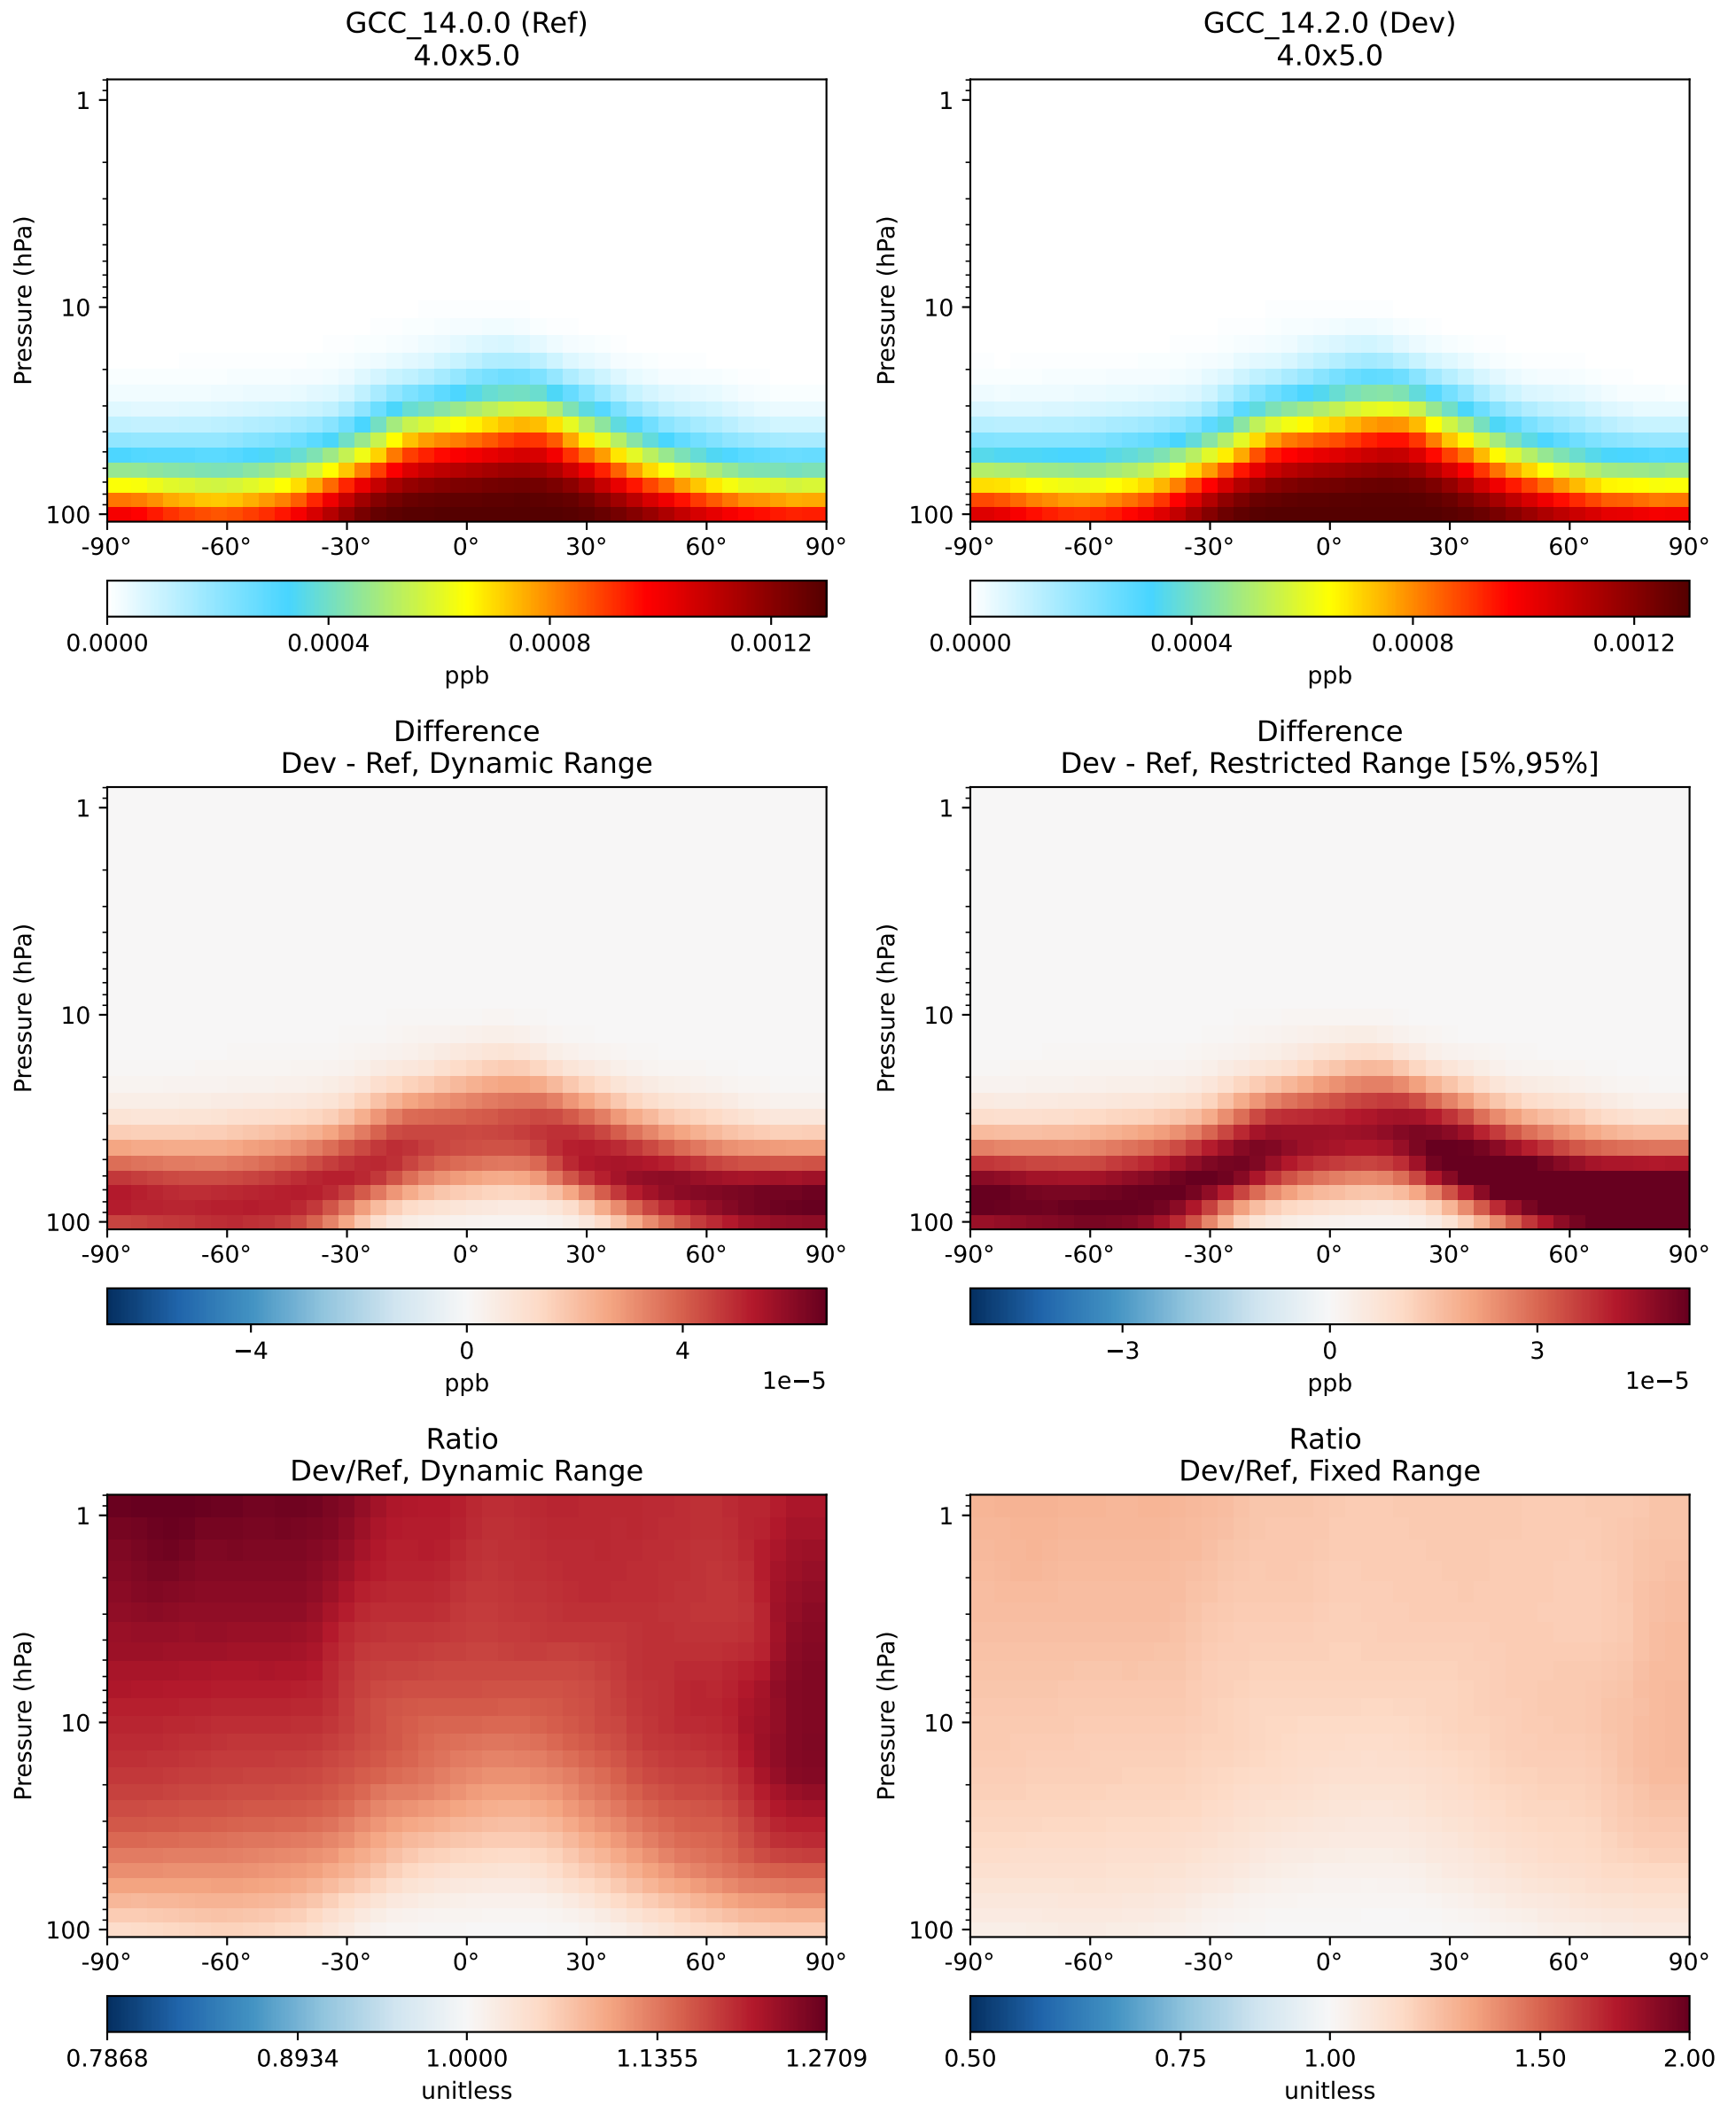 GCC_14.0.0 (Ref)
4.0x5.0
Pressure (hPa)
1
10
100
-90° -60° -30° 0° 30° 60° 90°
0.0000 0.0004 0.0008 0.0012
ppb
GCC_14.2.0 (Dev)
4.0x5.0
Pressure (hPa)
1
10
100
-90° -60° -30° 0° 30° 60° 90°
0.0000 0.0004 0.0008 0.0012
ppb
Difference
Dev - Ref, Dynamic Range
Pressure (hPa)
1
10
100
-90° -60° -30° 0° 30° 60° 90°
−4 0 4
ppb 1e−5
Difference
Dev - Ref, Restricted Range [5%,95%]
Pressure (hPa)
1
10
100
-90° -60° -30° 0° 30° 60° 90°
−3 0 3
ppb 1e−5
Ratio
Dev/Ref, Dynamic Range
Pressure (hPa)
1
10
100
-90° -60° -30° 0° 30° 60° 90°
0.7868 0.8934 1.0000 1.1355 1.2709
unitless
Ratio
Dev/Ref, Fixed Range
Pressure (hPa)
1
10
100
-90° -60° -30° 0° 30° 60° 90°
0.50 0.75 1.00 1.50 2.00
unitless